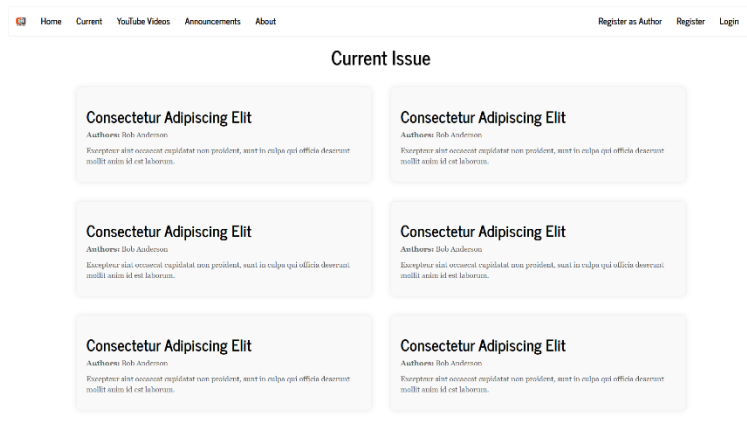 Home Current YouTube Videos Announcements About Register as Author Register Login
Current Issue
Consectetur Adipiscing Elit
Authors: Bob Anderson
Excepteur sint occaecat cupidatat non proident, sunt in culpa qui officia deserunt
mollit anim id est laborum.
Consectetur Adipiscing Elit
Authors: Bob Anderson
Excepteur sint occaecat cupidatat non proident, sunt in culpa qui officia deserunt
mollit anim id est laborum.
Consectetur Adipiscing Elit
Authors: Bob Anderson
Excepteur sint occaecat cupidatat non proident, sunt in culpa qui officia deserunt
mollit anim id est laborum.
Consectetur Adipiscing Elit
Authors: Bob Anderson
Excepteur sint occaecat cupidatat non proident, sunt in culpa qui officia deserunt
mollit anim id est laborum.
Consectetur Adipiscing Elit
Authors: Bob Anderson
Excepteur sint occaecat cupidatat non proident, sunt in culpa qui officia deserunt
mollit anim id est laborum.
Consectetur Adipiscing Elit
Authors: Bob Anderson
Excepteur sint occaecat cupidatat non proident, sunt in culpa qui officia deserunt
mollit anim id est laborum.